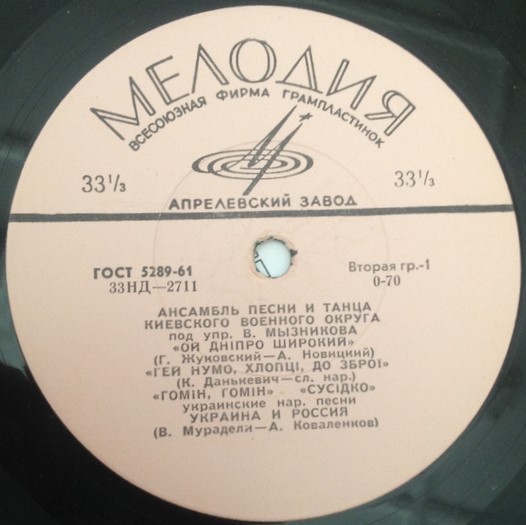 МЕЛОДИЯ
ВСЕСОЮЗНАЯ ФИРМА ГРАМПЛАСТИНОК
33⅓ 33⅓
АПРЕЛЕВСКИЙ ЗАВОД
ГОСТ 5289-61 Вторая гр.-1
33НД—2711 0-70
АНСАМБЛЬ ПЕСНИ И ТАНЦА
КИЕВСКОГО ВОЕННОГО ОКРУГА
под упр. В. МЫЗНИКОВА
«ОЙ ДНІПРО ШИРОКИЙ»
(Г. Жуковский—А. Новицкий)
«ГЕЙ НУМО, ХЛОПЦІ, ДО ЗБРОЇ»
(К. Данькевич—сл. нар.)
«ГОМІН, ГОМІН» «СУСІДКО»
украинские нар. песни
УКРАИНА И РОССИЯ
(В. Мурадели—А. Коваленков)